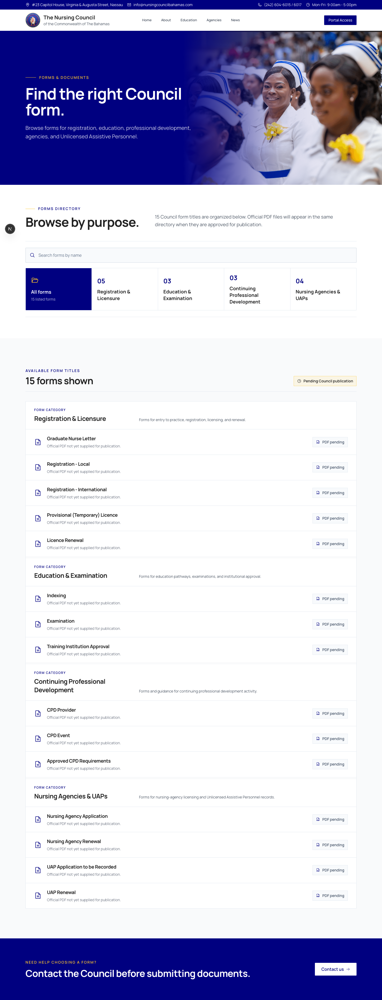 #23 Capitol House, Virginia & Augusta Street, Nassau
info@nursingcouncilbahamas.com
(242) 604-6015 / 6017
Mon-Fri: 9:00am - 5:00pm
The Nursing Council
of the Commonwealth of The Bahamas
Home
About
Education
Agencies
News
Portal Access
FORMS & DOCUMENTS
Find the right Council
form.
Browse forms for registration, education, professional development,
agencies, and Unlicensed Assistive Personnel.
FORMS DIRECTORY
Browse by purpose.
15 Council form titles are organized below. Official PDF files will appear in the same
directory when they are approved for publication.
N
Search forms by name
All forms
15 listed forms
05
Registration &
Licensure
03
Education &
Examination
03
Continuing
Professional
Development
04
Nursing Agencies &
UAPs
AVAILABLE FORM TITLES
15 forms shown
Pending Council publication
FORM CATEGORY
Registration & Licensure
Forms for entry to practice, registration, licensing, and renewal.
Graduate Nurse Letter
Official PDF not yet supplied for publication.
PDF pending
Registration - Local
Official PDF not yet supplied for publication.
PDF pending
Registration - International
Official PDF not yet supplied for publication.
PDF pending
Provisional (Temporary) Licence
Official PDF not yet supplied for publication.
PDF pending
Licence Renewal
Official PDF not yet supplied for publication.
PDF pending
FORM CATEGORY
Education & Examination
Forms for education pathways, examinations, and institutional approval.
Indexing
Official PDF not yet supplied for publication.
PDF pending
Examination
Official PDF not yet supplied for publication.
PDF pending
Training Institution Approval
Official PDF not yet supplied for publication.
PDF pending
FORM CATEGORY
Continuing Professional
Development
Forms and guidance for continuing professional development activity.
CPD Provider
Official PDF not yet supplied for publication.
PDF pending
CPD Event
Official PDF not yet supplied for publication.
PDF pending
Approved CPD Requirements
Official PDF not yet supplied for publication.
PDF pending
FORM CATEGORY
Nursing Agencies & UAPs
Forms for nursing-agency licensing and Unlicensed Assistive Personnel records.
Nursing Agency Application
Official PDF not yet supplied for publication.
PDF pending
Nursing Agency Renewal
Official PDF not yet supplied for publication.
PDF pending
UAP Application to be Recorded
Official PDF not yet supplied for publication.
PDF pending
UAP Renewal
Official PDF not yet supplied for publication.
PDF pending
NEED HELP CHOOSING A FORM?
Contact the Council before submitting documents.
Contact us